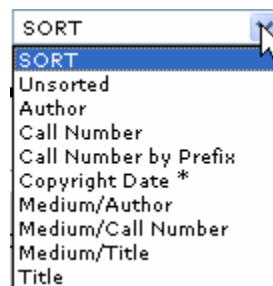 SORT
SORT
Unsorted
Author
Call Number
Call Number by Prefix
Copyright Date *
Medium/Author
Medium/Call Number
Medium/Title
Title